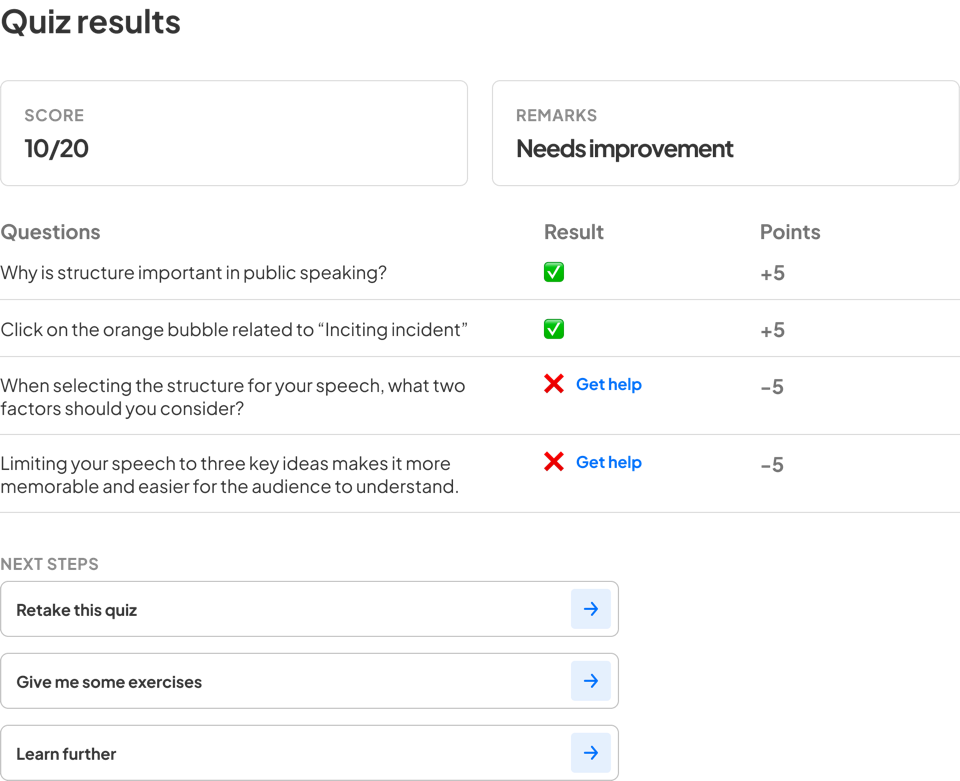 Quiz results
SCORE
10/20
REMARKS
Needs improvement
Questions
Result
Points
Why is structure important in public speaking?
+5
Click on the orange bubble related to “Inciting incident”
+5
When selecting the structure for your speech, what two
factors should you consider?
Get help
−5
Limiting your speech to three key ideas makes it more
memorable and easier for the audience to understand.
Get help
−5
NEXT STEPS
Retake this quiz
Give me some exercises
Learn further